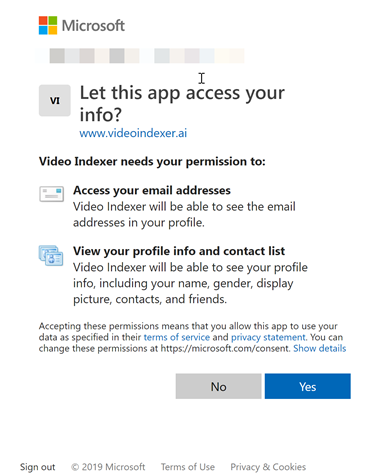 Microsoft
VI
Let this app access your
info?
www.videoindexer.ai
Video Indexer needs your permission to:
Access your email addresses
Video Indexer will be able to see the email
addresses in your profile.
View your profile info and contact list
Video Indexer will be able to see your profile
info, including your name, gender, display
picture, contacts, and friends.
Accepting these permissions means that you allow this app to use your
data as specified in their terms of service and privacy statement. You can
change these permissions at https://microsoft.com/consent. Show details
No Yes
Sign out © 2019 Microsoft Terms of Use Privacy & Cookies